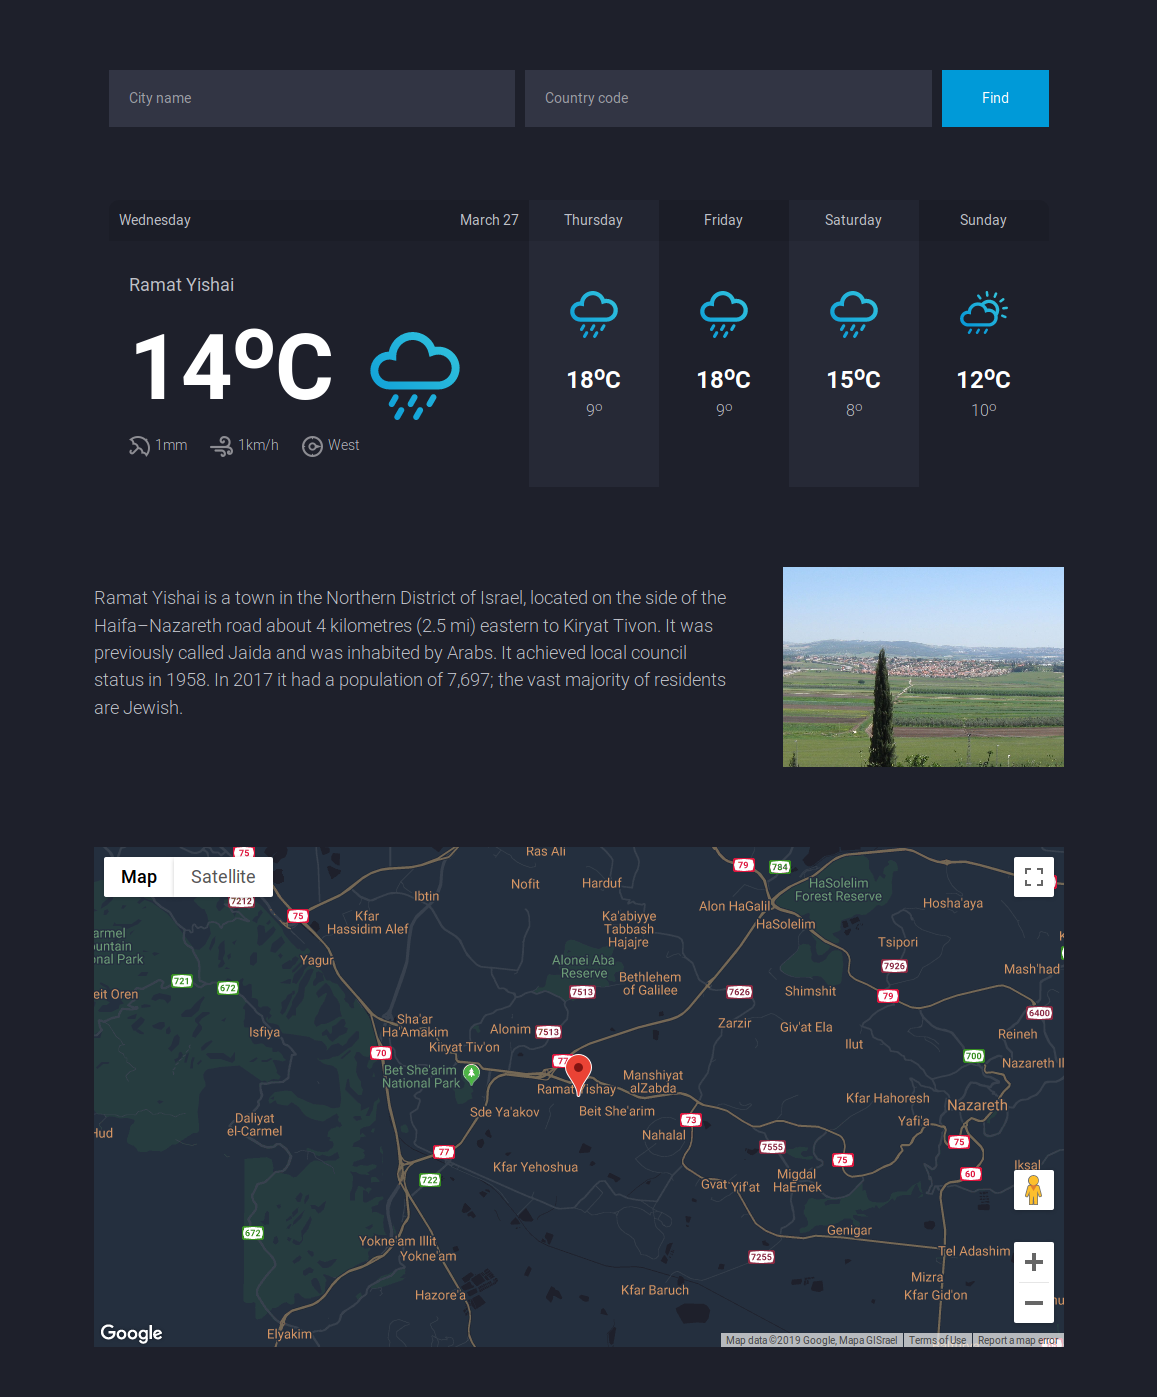 City name
Country code
Find
Wednesday
March 27
Thursday
Friday
Saturday
Sunday
Ramat Yishai
14ºC
18ºC
18ºC
15ºC
12ºC
9º
9º
8º
10º
1mm
1km/h
West
Ramat Yishai is a town in the Northern District of Israel, located on the side of the
Haifa–Nazareth road about 4 kilometres (2.5 mi) eastern to Kiryat Tivon. It was
previously called Jaida and was inhabited by Arabs. It achieved local council
status in 1958. In 2017 it had a population of 7,697; the vast majority of residents
are Jewish.
75
Ras Ali
Map
Satellite
79
784
7212
Ibtin
Nofit
Harduf
HaSolelim
Forest Reserve
75
Kfar
Hassidim Alef
Ka'abiyye
Tabbash
Hajajre
Alon HaGalil
Hosha'aya
HaSolelim
armel
ountain
nal Park
Yagur
Alonei Aba
Reserve
Tsipori
7926
Mash'had
721
672
Bethlehem
of Galilee
eit Oren
7513
7626
Shimshit
79
6400
Isfiya
Sha'ar
Ha'Amakim
Alonim
7513
Zarzir
Giv'at Ela
Reineh
70
Kiryat Tiv'on
Ilut
700
Nazareth Il
77
Bet She'arim
National Park
Ramat Yishay
Manshiyat
alZabda
Kfar Hahoresh
Nazareth
Sde Ya'akov
Beit She'arim
73
Yafi'a
Hud
Daliyat
el-Carmel
Nahalal
75
77
7555
75
Kfar Yehoshua
Iksal
722
Gvat
Yif'at
Migdal
HaEmek
60
672
Genigar
Yokne'am Illit
Yokne'am
7255
Tel Adashim
Hazore'a
Kfar Baruch
Mizra
Kfar Gid'on
Elyakim
Google
Map data ©2019 Google, Mapa GISrael
Terms of Use
Report a map error